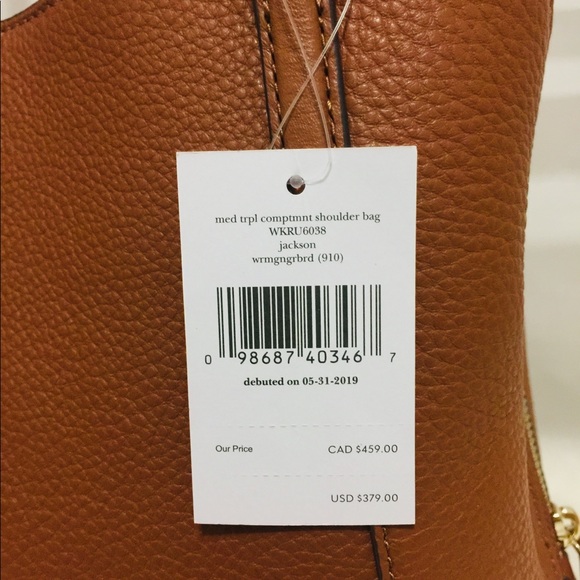 med trpl comptmnt shoulder bag
WKRU6038
jackson
wrmgngrbrd (910)
0 98687 40346 7
debuted on 05-31-2019
Our Price CAD $459.00
USD $379.00